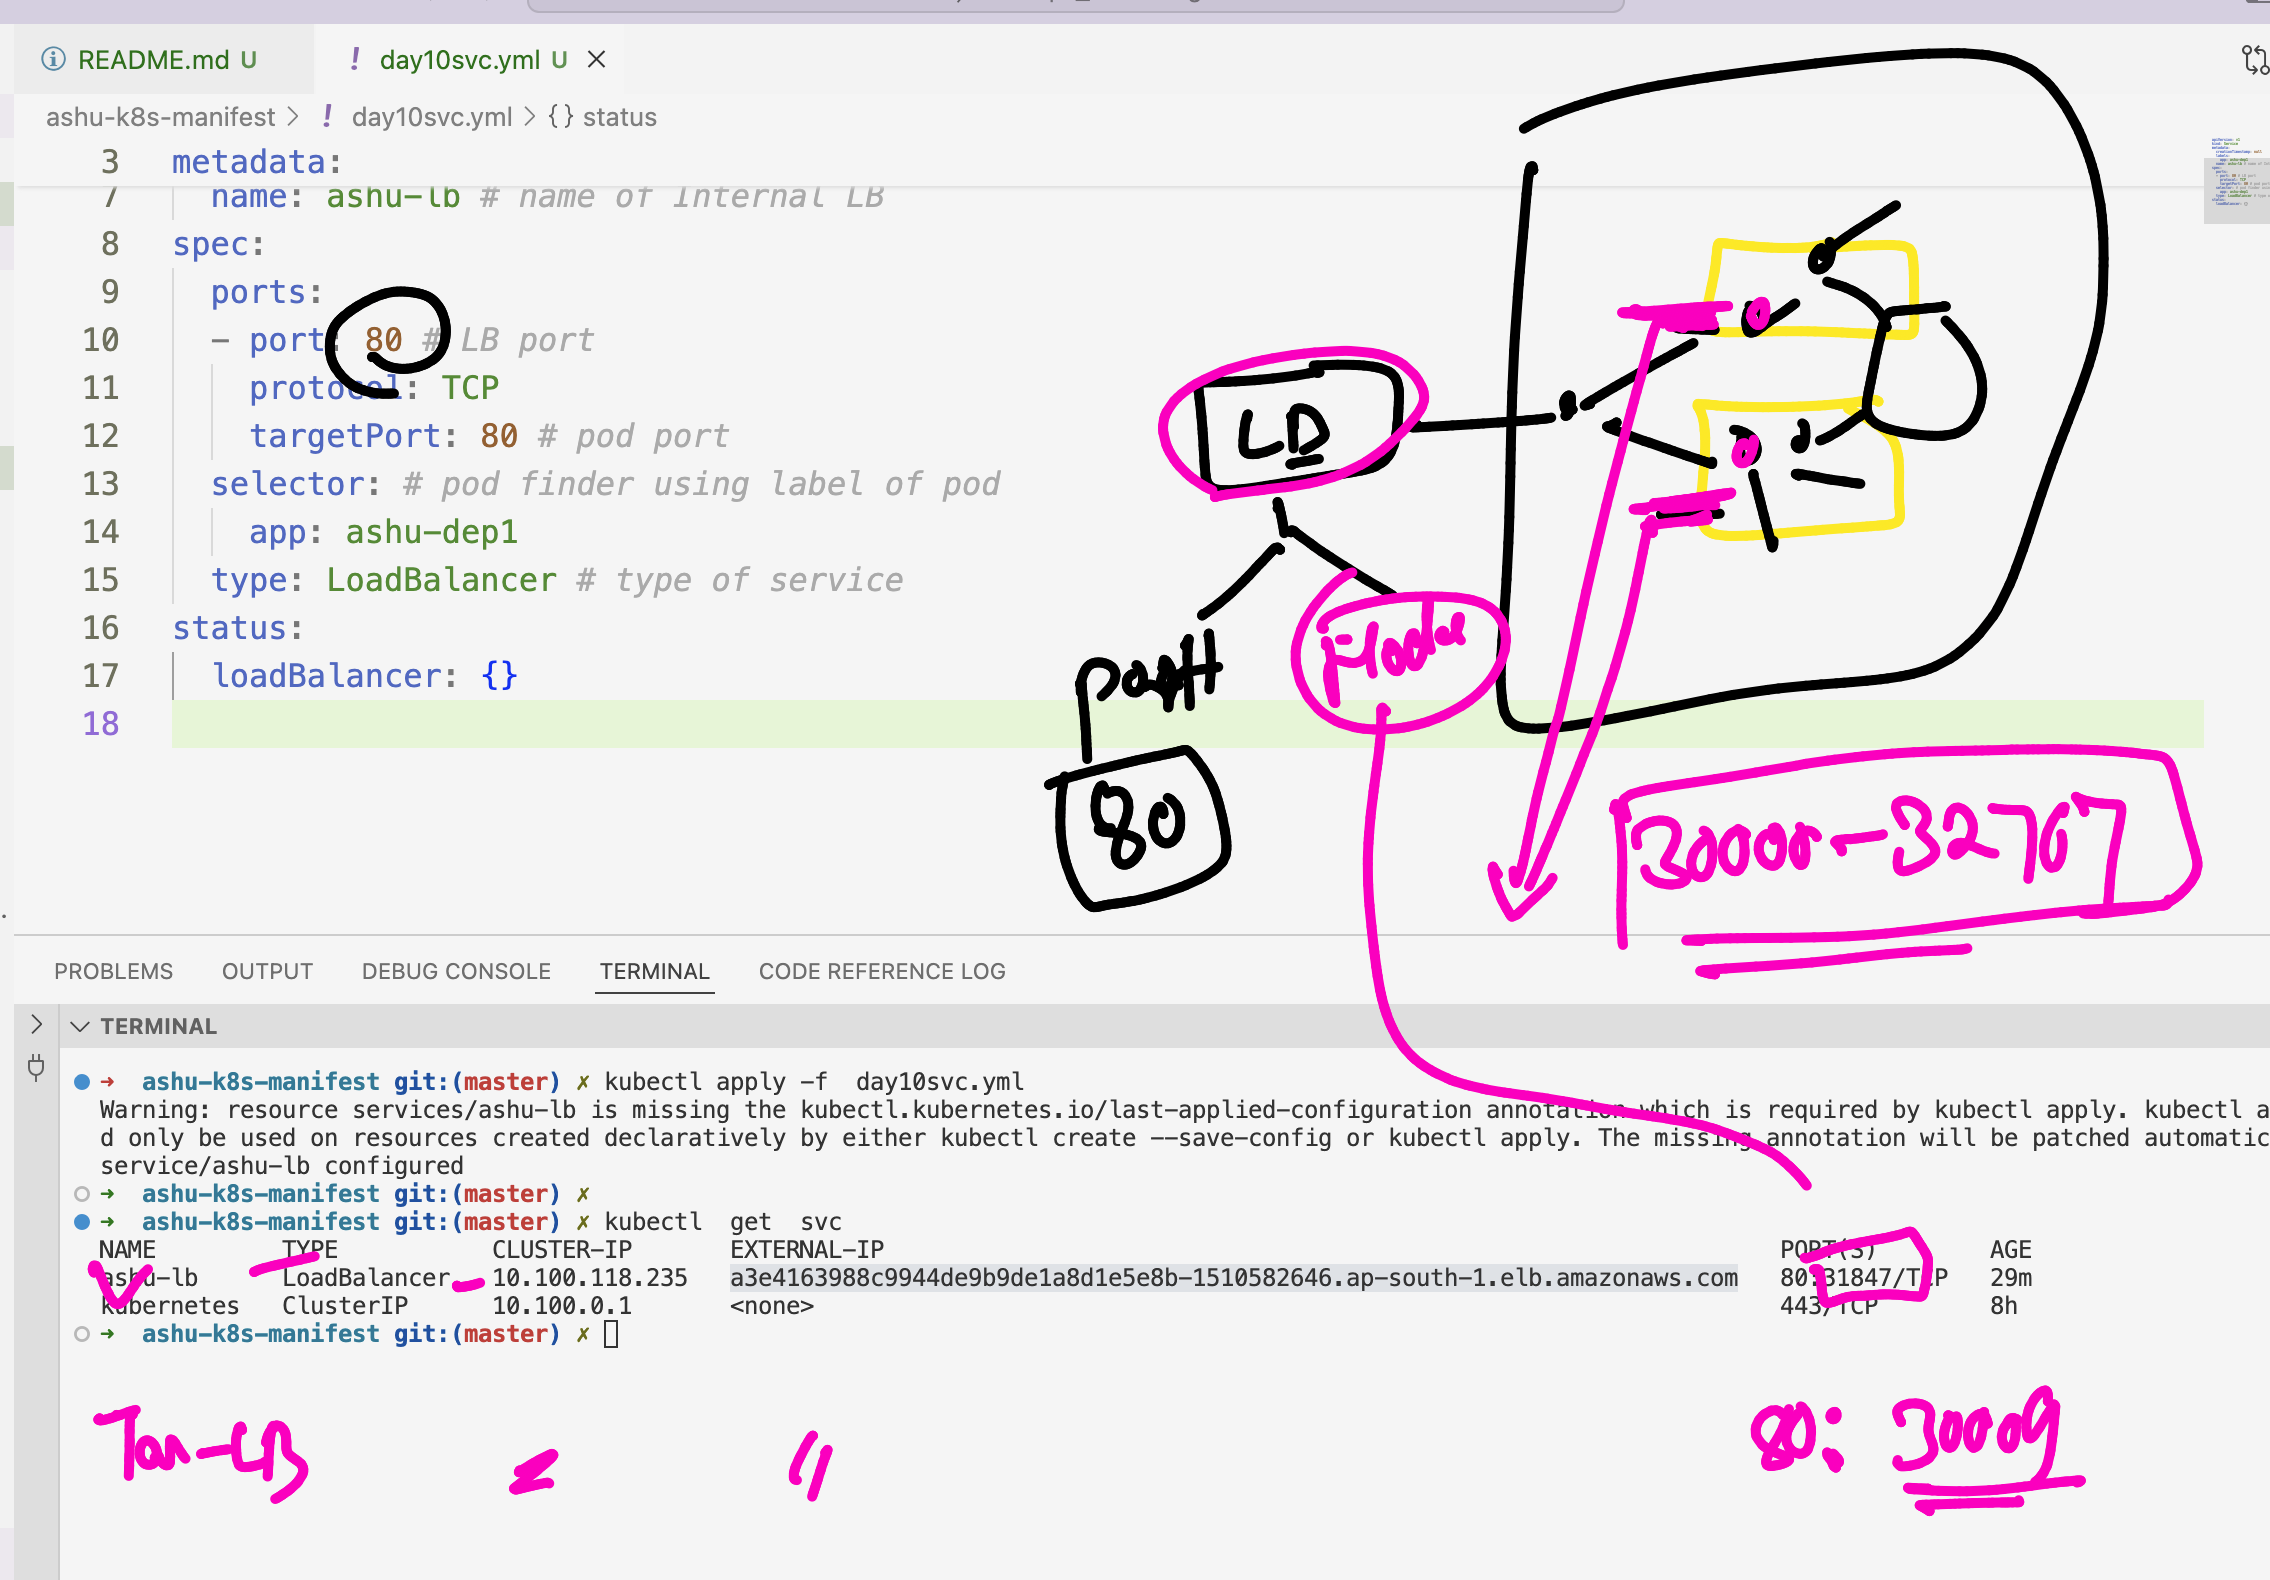 README.md U
! day10svc.yml U
ashu-k8s-manifest > ! day10svc.yml > {} status
3 metadata:
7 name: ashu-lb # name of Internal LB
8 spec:
9 ports:
10 - port: 80 # LB port
11 protocol: TCP
12 targetPort: 80 # pod port
13 selector: # pod finder using label of pod
14 app: ashu-dep1
15 type: LoadBalancer # type of service
16 status:
17 loadBalancer: {}
18
80
30000-32767
PROBLEMS OUTPUT DEBUG CONSOLE TERMINAL CODE REFERENCE LOG
TERMINAL
➜ ashu-k8s-manifest git:(master) ✗ kubectl apply -f day10svc.yml
Warning: resource services/ashu-lb is missing the kubectl.kubernetes.io/last-applied-configuration annotation which is required by kubectl apply. kubectl a
d only be used on resources created declaratively by either kubectl create --save-config or kubectl apply. The missing annotation will be patched automatic
service/ashu-lb configured
➜ ashu-k8s-manifest git:(master) ✗
➜ ashu-k8s-manifest git:(master) ✗ kubectl get svc
NAME TYPE CLUSTER-IP EXTERNAL-IP PORT(S) AGE
ashu-lb LoadBalancer 10.100.118.235 a3e4163988c9944de9b9de1a8d1e5e8b-1510582646.ap-south-1.elb.amazonaws.com 80:31847/TCP 29m
kubernetes ClusterIP 10.100.0.1 <none> 443/TCP 8h
➜ ashu-k8s-manifest git:(master) ✗
80: 30009